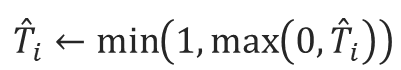 T̂ᵢ ← min(1, max(0, T̂ᵢ))